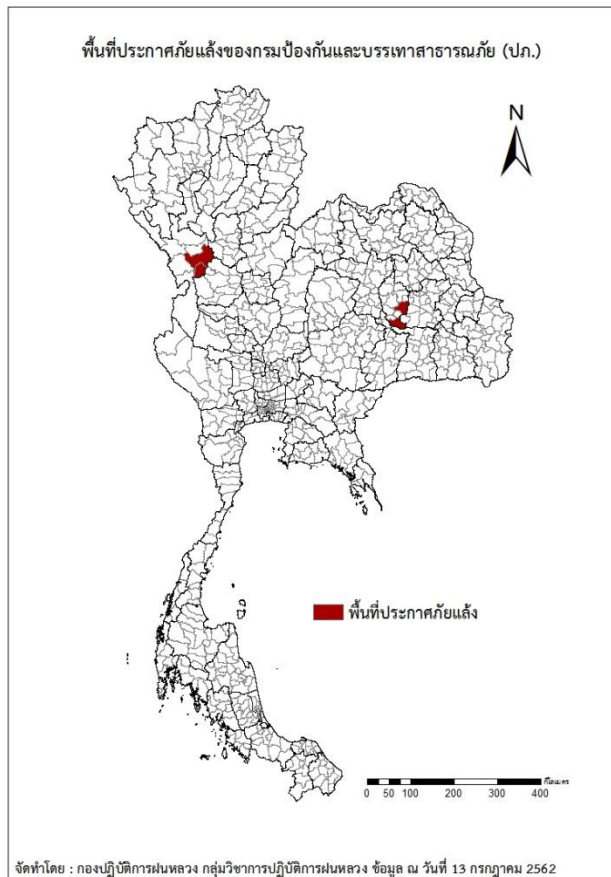 พื้นที่ประกาศภัยแล้งของกรมป้องกันและบรรเทาสาธารณภัย (ปภ.)
N
พื้นที่ประกาศภัยแล้ง
กิโลเมตร
0 50 100 200 300 400
จัดทำโดย : กองปฏิบัติการฝนหลวง กลุ่มวิชาการปฏิบัติการฝนหลวง ข้อมูล ณ วันที่ 13 กรกฎาคม 2562